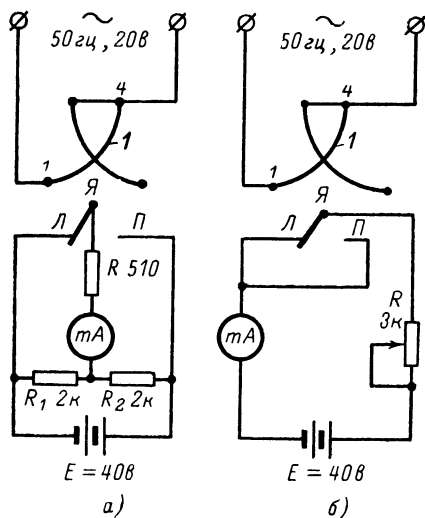 50гц, 20в
4
1
1
Я
Л
П
R 510
mA
R1 2к
R2 2к
E = 40в
а)
50гц, 20в
4
1
1
Я
Л
П
R
3к
mA
E = 40в
б)